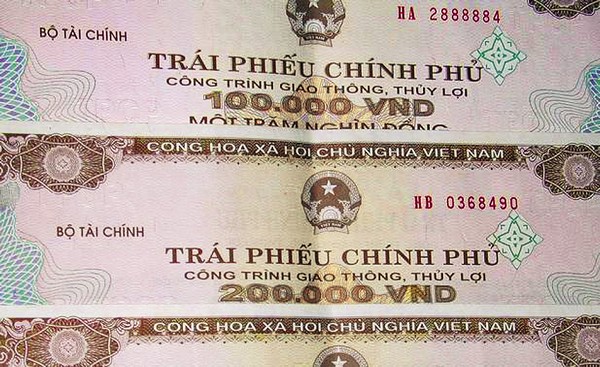 HA 2888884
BỘ TÀI CHÍNH
TRÁI PHIẾU CHÍNH PHỦ
CÔNG TRÌNH GIAO THÔNG, THỦY LỢI
100.000 VND
MỘT TRĂM NGHÌN ĐỒNG
CỘNG HÒA XÃ HỘI CHỦ NGHĨA VIỆT NAM
HB 0368490
BỘ TÀI CHÍNH
TRÁI PHIẾU CHÍNH PHỦ
CÔNG TRÌNH GIAO THÔNG, THỦY LỢI
200.000 VND
CỘNG HÒA XÃ HỘI CHỦ NGHĨA VIỆT NAM